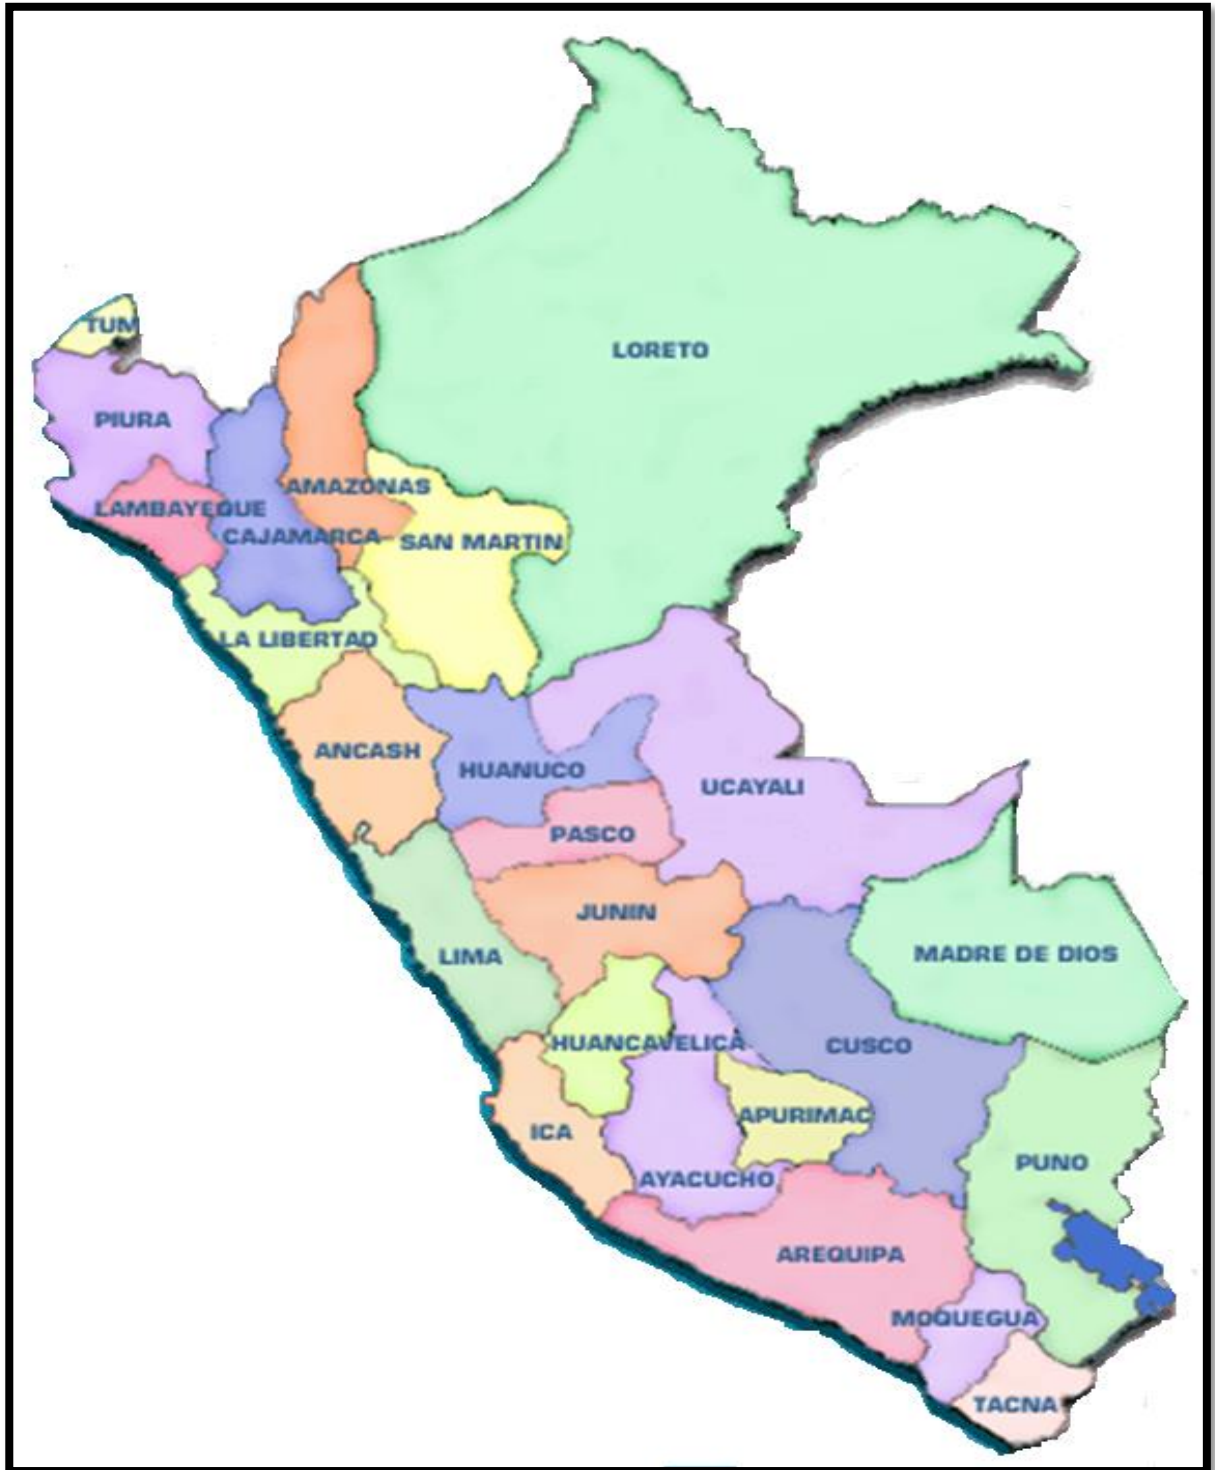 LORETO
TUM
PIURA
AMAZONAS
LAMBAYEQUE
CAJAMARCA
SAN MARTIN
LA LIBERTAD
ANCASH
HUANUCO
UCAYALI
PASCO
JUNIN
LIMA
MADRE DE DIOS
HUANCAVELICA
CUSCO
APURIMAC
ICA
PUNO
AYACUCHO
AREQUIPA
MOQUEGUA
TACNA